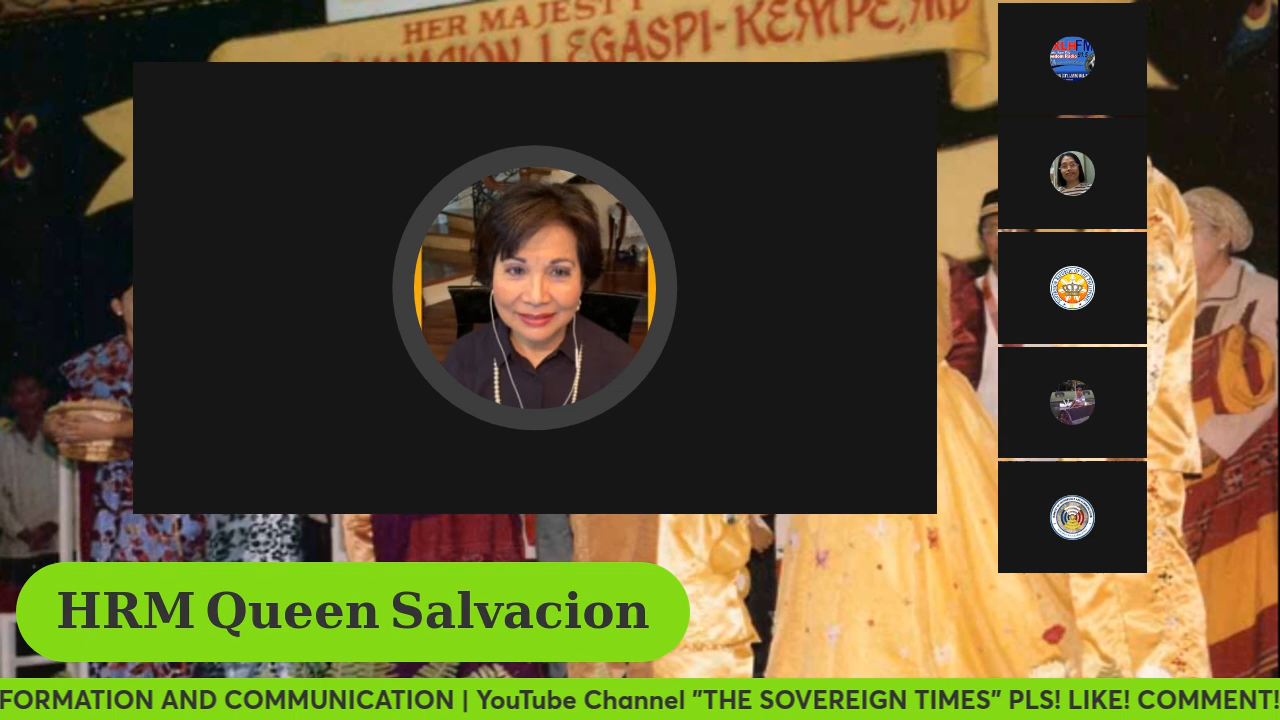 HER MAJESTY
LEGASPI-KEMPE, MD
HRM Queen Salvacion
FORMATION AND COMMUNICATION | YouTube Channel "THE SOVEREIGN TIMES" PLS! LIKE! COMMENT!